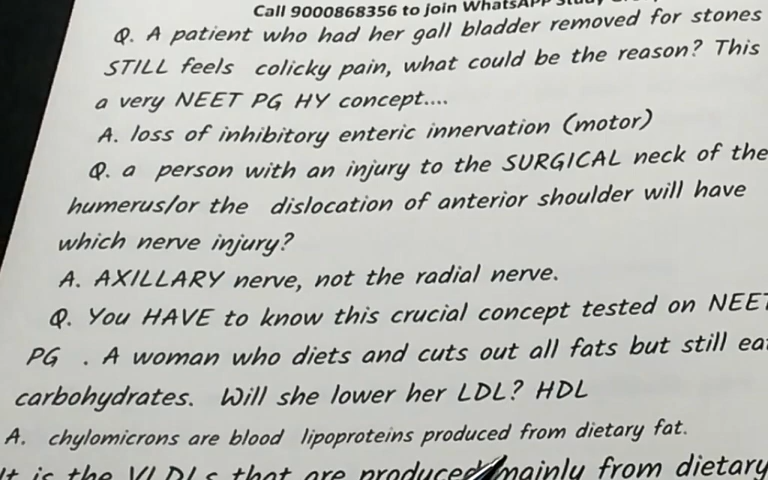 Call 9000868356 to join WhatsAPP
Q. A patient who had her gall bladder removed for stones
STILL feels colicky pain, what could be the reason? This
a very NEET PG HY concept....
A. loss of inhibitory enteric innervation (motor)
Q. a person with an injury to the SURGICAL neck of the
humerus/or the dislocation of anterior shoulder will have
which nerve injury?
A. AXILLARY nerve, not the radial nerve.
Q. You HAVE to know this crucial concept tested on NEET
PG . A woman who diets and cuts out all fats but still
carbohydrates. Will she lower her LDL? HDL
A. chylomicrons are blood lipoproteins produced from dietary fat.
It is the VLDLs that are produced mainly from dietary